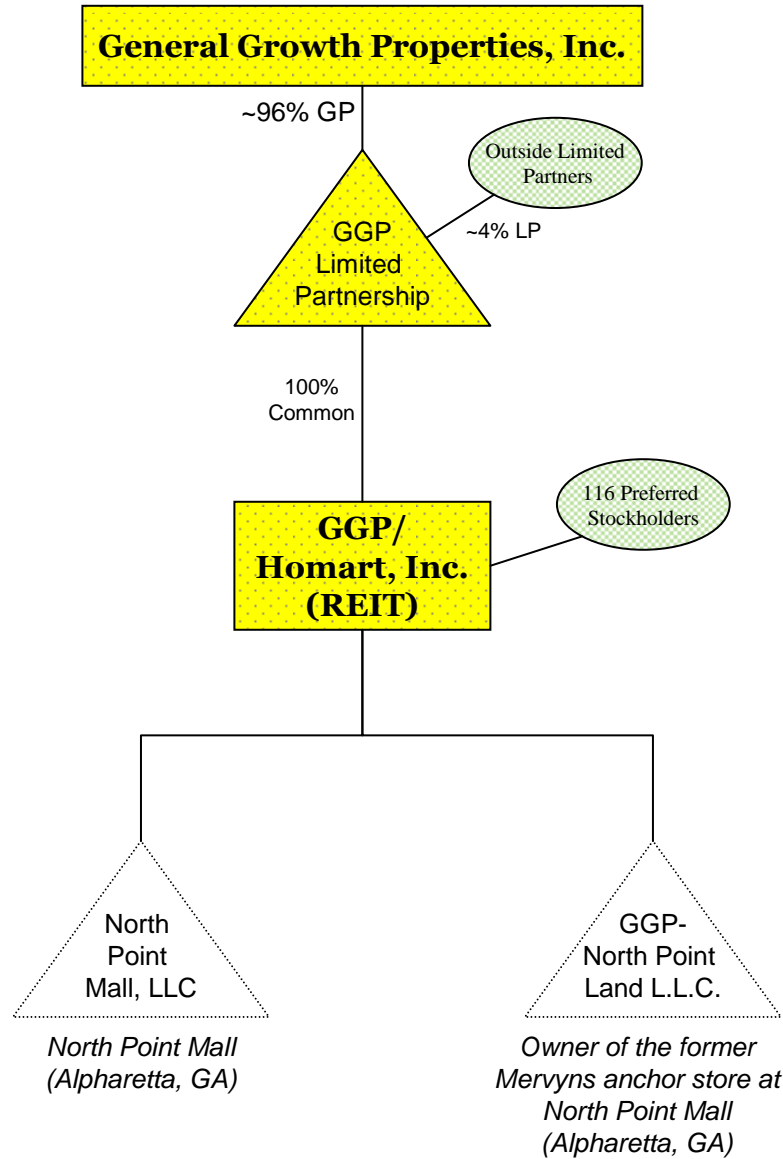 General Growth Properties, Inc.
~96% GP
Outside Limited
Partners
~4% LP
GGP
Limited
Partnership
100%
Common
116 Preferred
Stockholders
GGP/
Homart, Inc.
(REIT)
North
Point
Mall, LLC
North Point Mall
(Alpharetta, GA)
GGP-
North Point
Land L.L.C.
Owner of the former
Mervyns anchor store at
North Point Mall
(Alpharetta, GA)